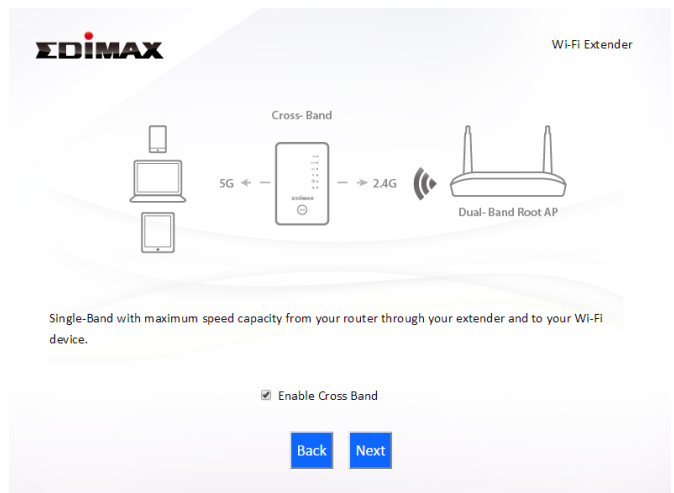 EDIMAX
Wi-Fi Extender
Cross- Band
5G
2.4G
EDIMAX
Dual- Band Root AP
Single-Band with maximum speed capacity from your router through your extender and to your Wi-Fi
device.
Enable Cross Band
Back
Next